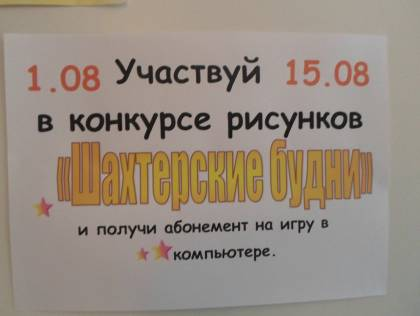 1.08 Участвуй 15.08
в конкурсе рисунков
«Шахтерские будни»
и получи абонемент на игру в
компьютере.